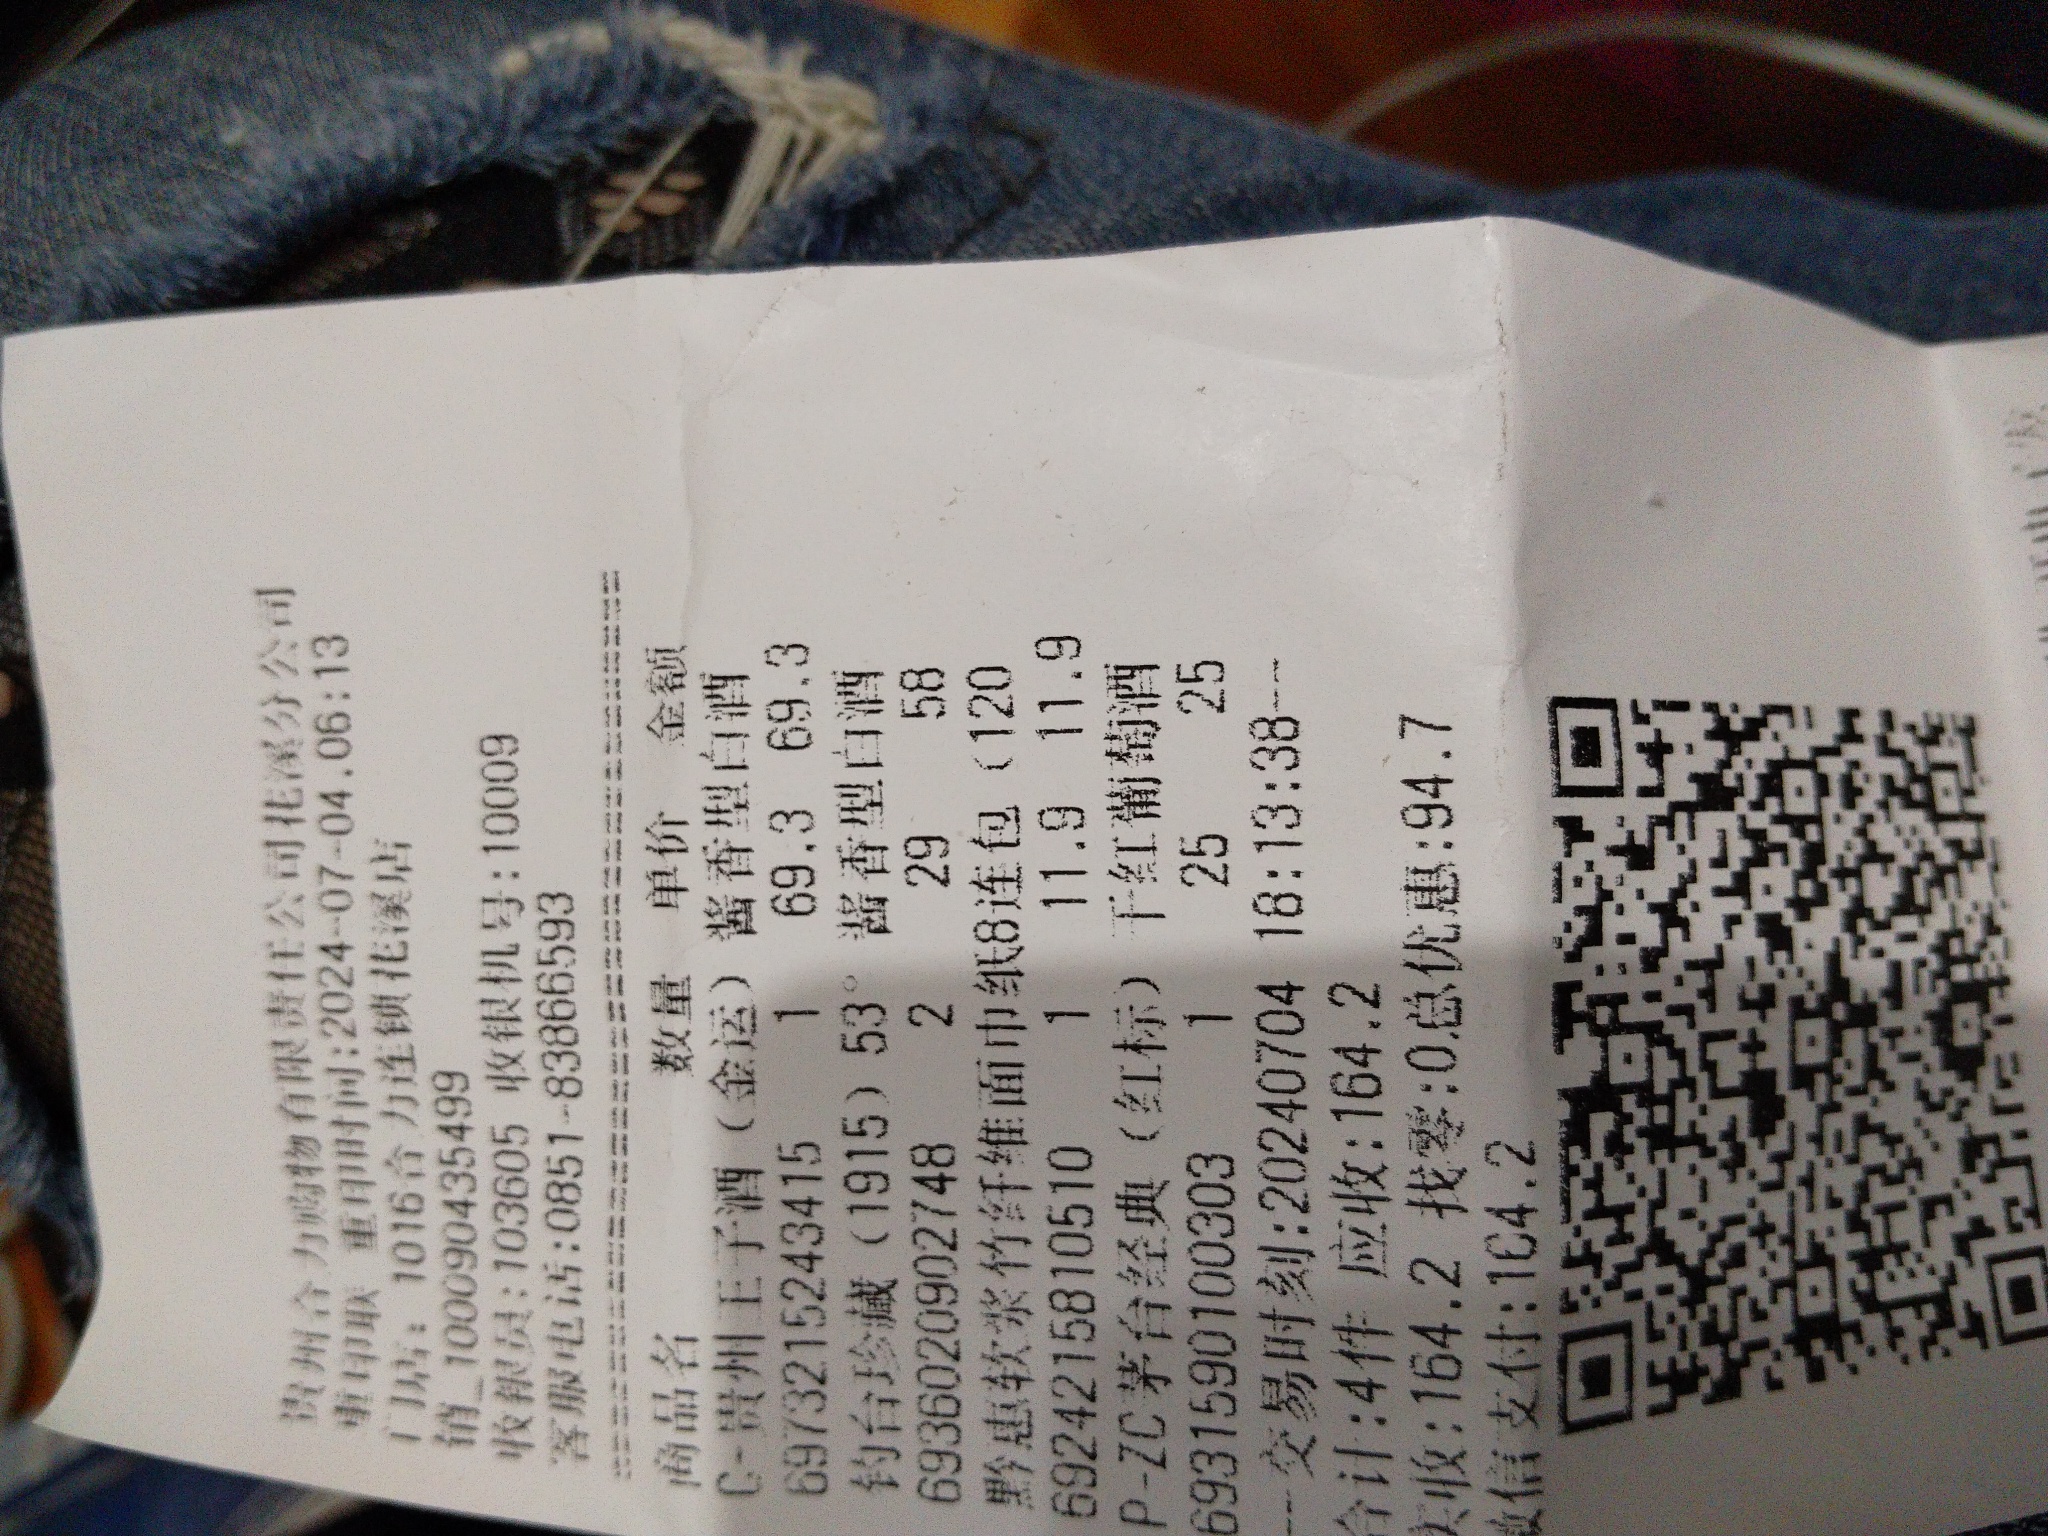 贵州合力购物有限责任公司花溪分公司
重印联 重印时间:2024-07-04.06:13
门店: 1016合力连锁花溪店
销_100090435499
收银员:103605 收银机号:10009
客服电话:0851-83866593
商品名 数量 单价 金额
C-贵州王子酒(金运)酱香型白酒
6973215243415 1 69.3 69.3
钓台珍藏(1915)53°酱香型白酒
6936020902748 2 29 58
黔惠软浆竹纤维面巾纸8连包(120
6924215810510 1 11.9 11.9
P-ZC茅台经典(红标)干红葡萄酒
6931590100303 1 25 25
---交易时刻:20240704 18:13:38---
合计:4件 应收:164.2
实收:164.2 找零:0总优惠:94.7
微信支付:164.2